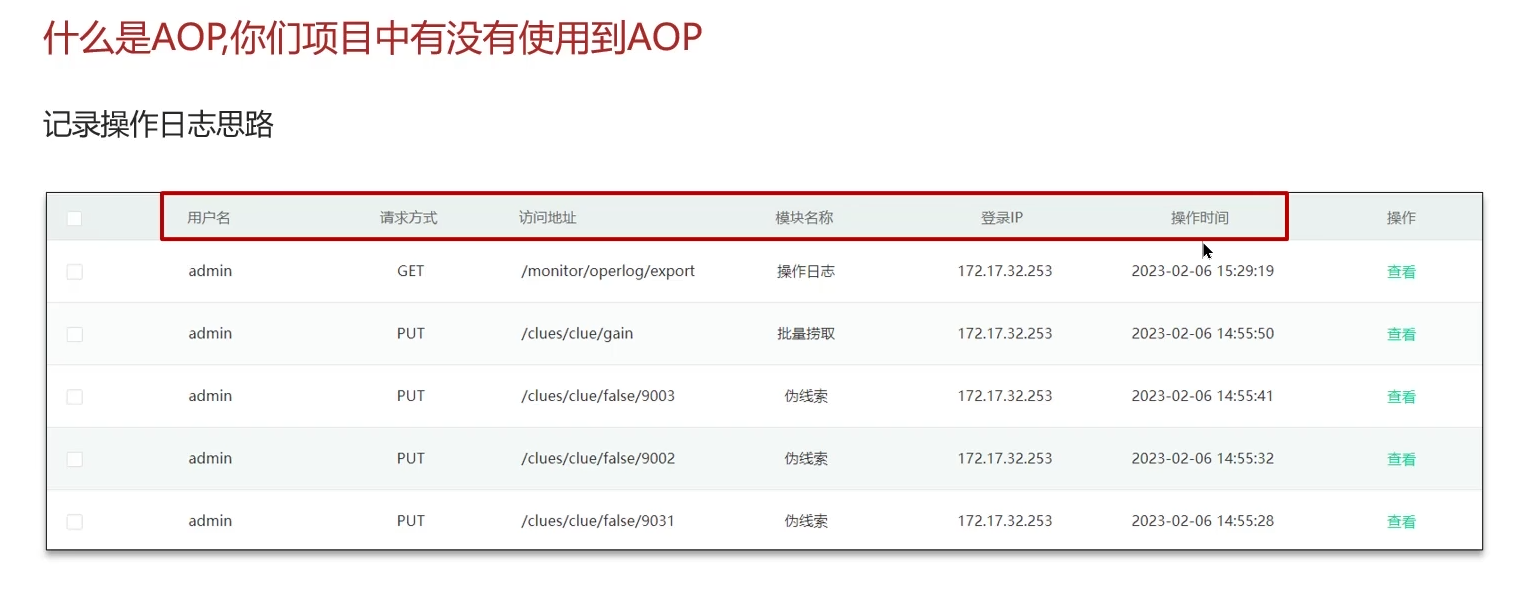 什么是AOP,你们项目中有没有使用到AOP
记录操作日志思路
用户名 请求方式 访问地址 模块名称 登录IP 操作时间 操作
admin GET /monitor/operlog/export 操作日志 172.17.32.253 2023-02-06 15:29:19 查看
admin PUT /clues/clue/gain 批量捞取 172.17.32.253 2023-02-06 14:55:50 查看
admin PUT /clues/clue/false/9003 伪线索 172.17.32.253 2023-02-06 14:55:41 查看
admin PUT /clues/clue/false/9002 伪线索 172.17.32.253 2023-02-06 14:55:32 查看
admin PUT /clues/clue/false/9031 伪线索 172.17.32.253 2023-02-06 14:55:28 查看